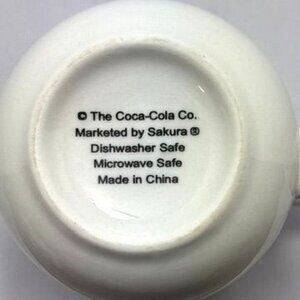 © The Coca-Cola Co.
Marketed by Sakura ®
Dishwasher Safe
Microwave Safe
Made in China